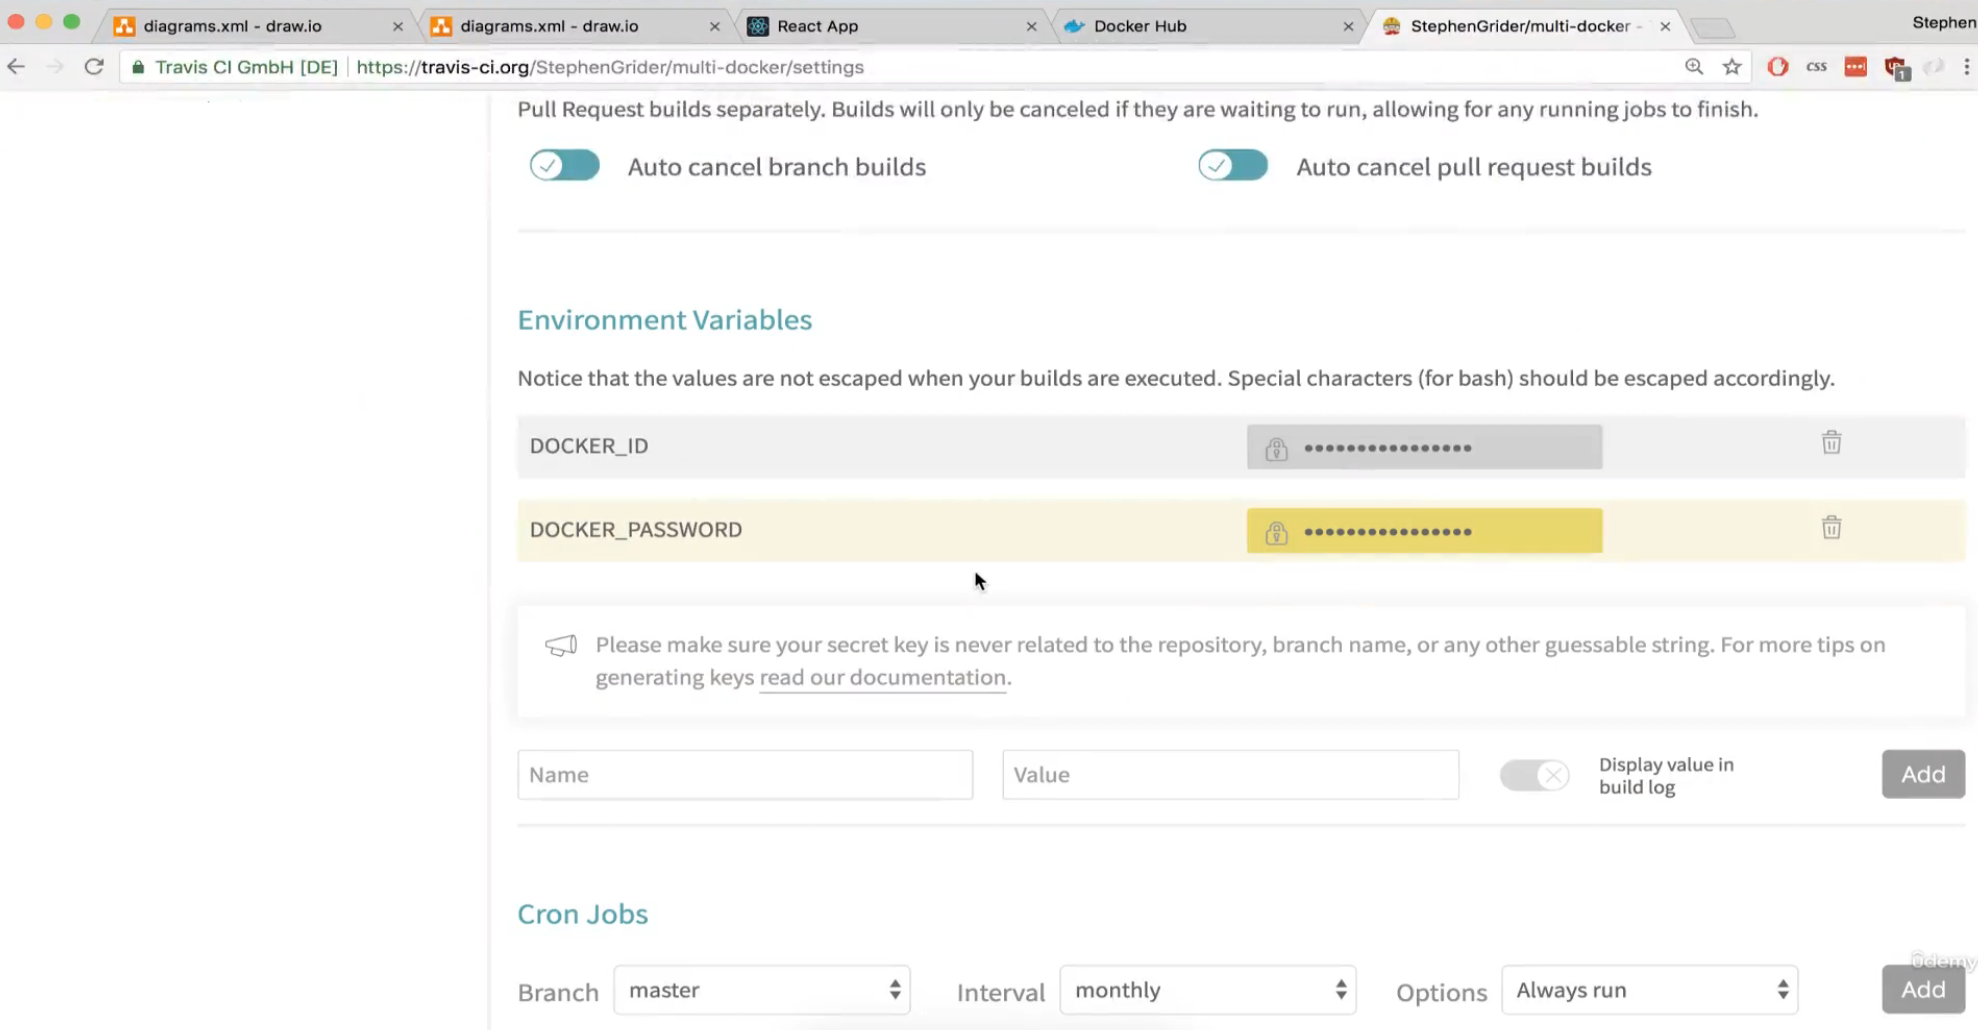 diagrams.xml - draw.io
diagrams.xml - draw.io
React App
Docker Hub
StephenGrider/multi-docker -
Stephen
Travis CI GmbH [DE]
https://travis-ci.org/StephenGrider/multi-docker/settings
css
1
Pull Request builds separately. Builds will only be canceled if they are waiting to run, allowing for any running jobs to finish.
Auto cancel branch builds
Auto cancel pull request builds
Environment Variables
Notice that the values are not escaped when your builds are executed. Special characters (for bash) should be escaped accordingly.
DOCKER_ID
••••••••••••••••
DOCKER_PASSWORD
••••••••••••••••
Please make sure your secret key is never related to the repository, branch name, or any other guessable string. For more tips on
generating keys read our documentation.
Name
Value
Display value in
build log
Add
Cron Jobs
Branch
master
Interval
monthly
Options
Always run
Add
ûdemy